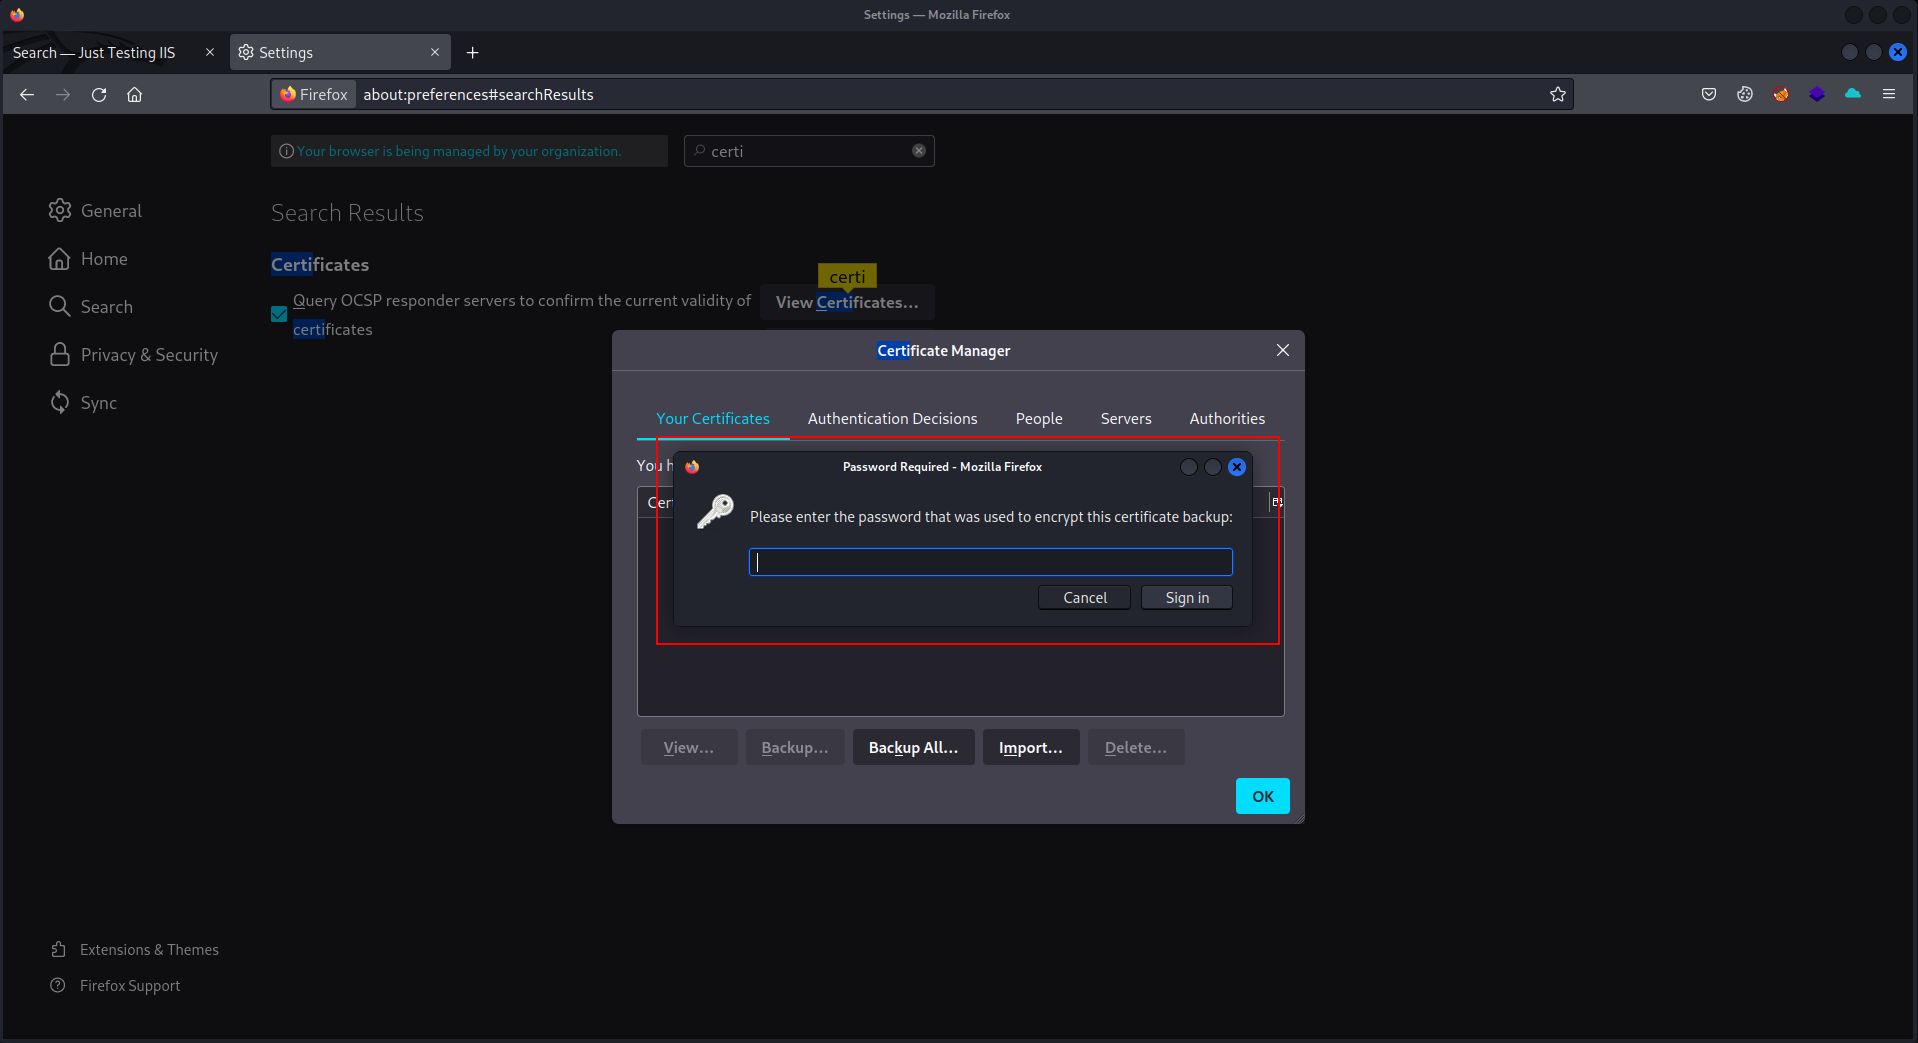 Settings — Mozilla Firefox
Search — Just Testing IIS
Settings
Firefox
about:preferences#searchResults
Your browser is being managed by your organization.
certi
General
Home
Search
Privacy & Security
Sync
Search Results
Certificates
Query OCSP responder servers to confirm the current validity of
certificates
certi
View Certificates...
Certificate Manager
Your Certificates
Authentication Decisions
People
Servers
Authorities
You h
Cert
Password Required - Mozilla Firefox
Please enter the password that was used to encrypt this certificate backup:
Cancel
Sign in
View...
Backup...
Backup All...
Import...
Delete...
OK
Extensions & Themes
Firefox Support